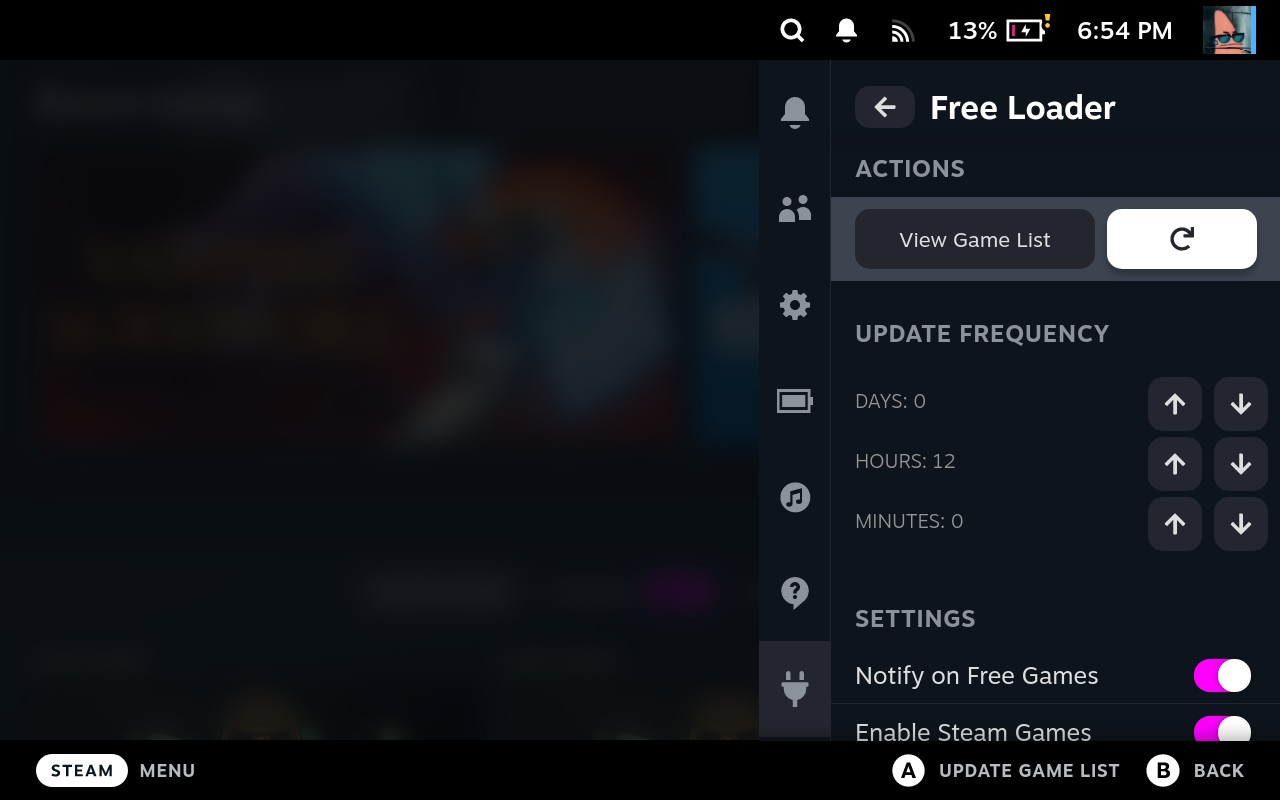 13% 6:54 PM
Free Loader
ACTIONS
View Game List
UPDATE FREQUENCY
DAYS: 0
HOURS: 12
MINUTES: 0
SETTINGS
Notify on Free Games
Enable Steam Games
STEAM MENU A UPDATE GAME LIST B BACK